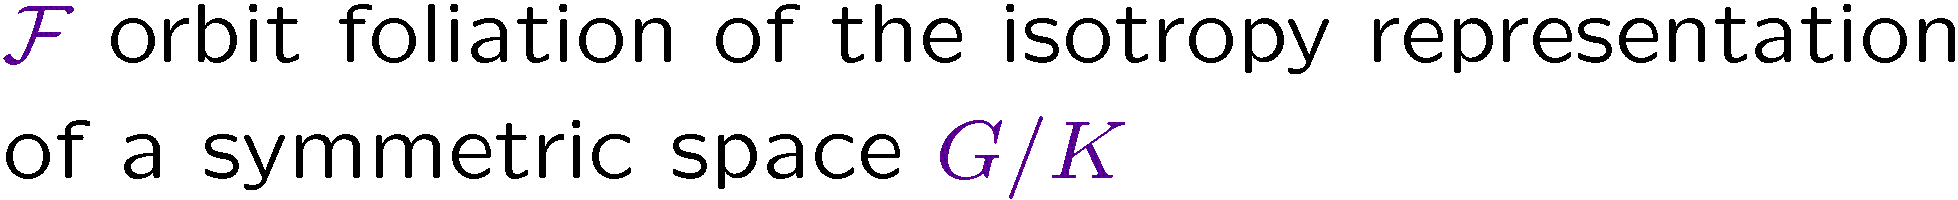 ℱ orbit foliation of the isotropy representation
of a symmetric space G/K